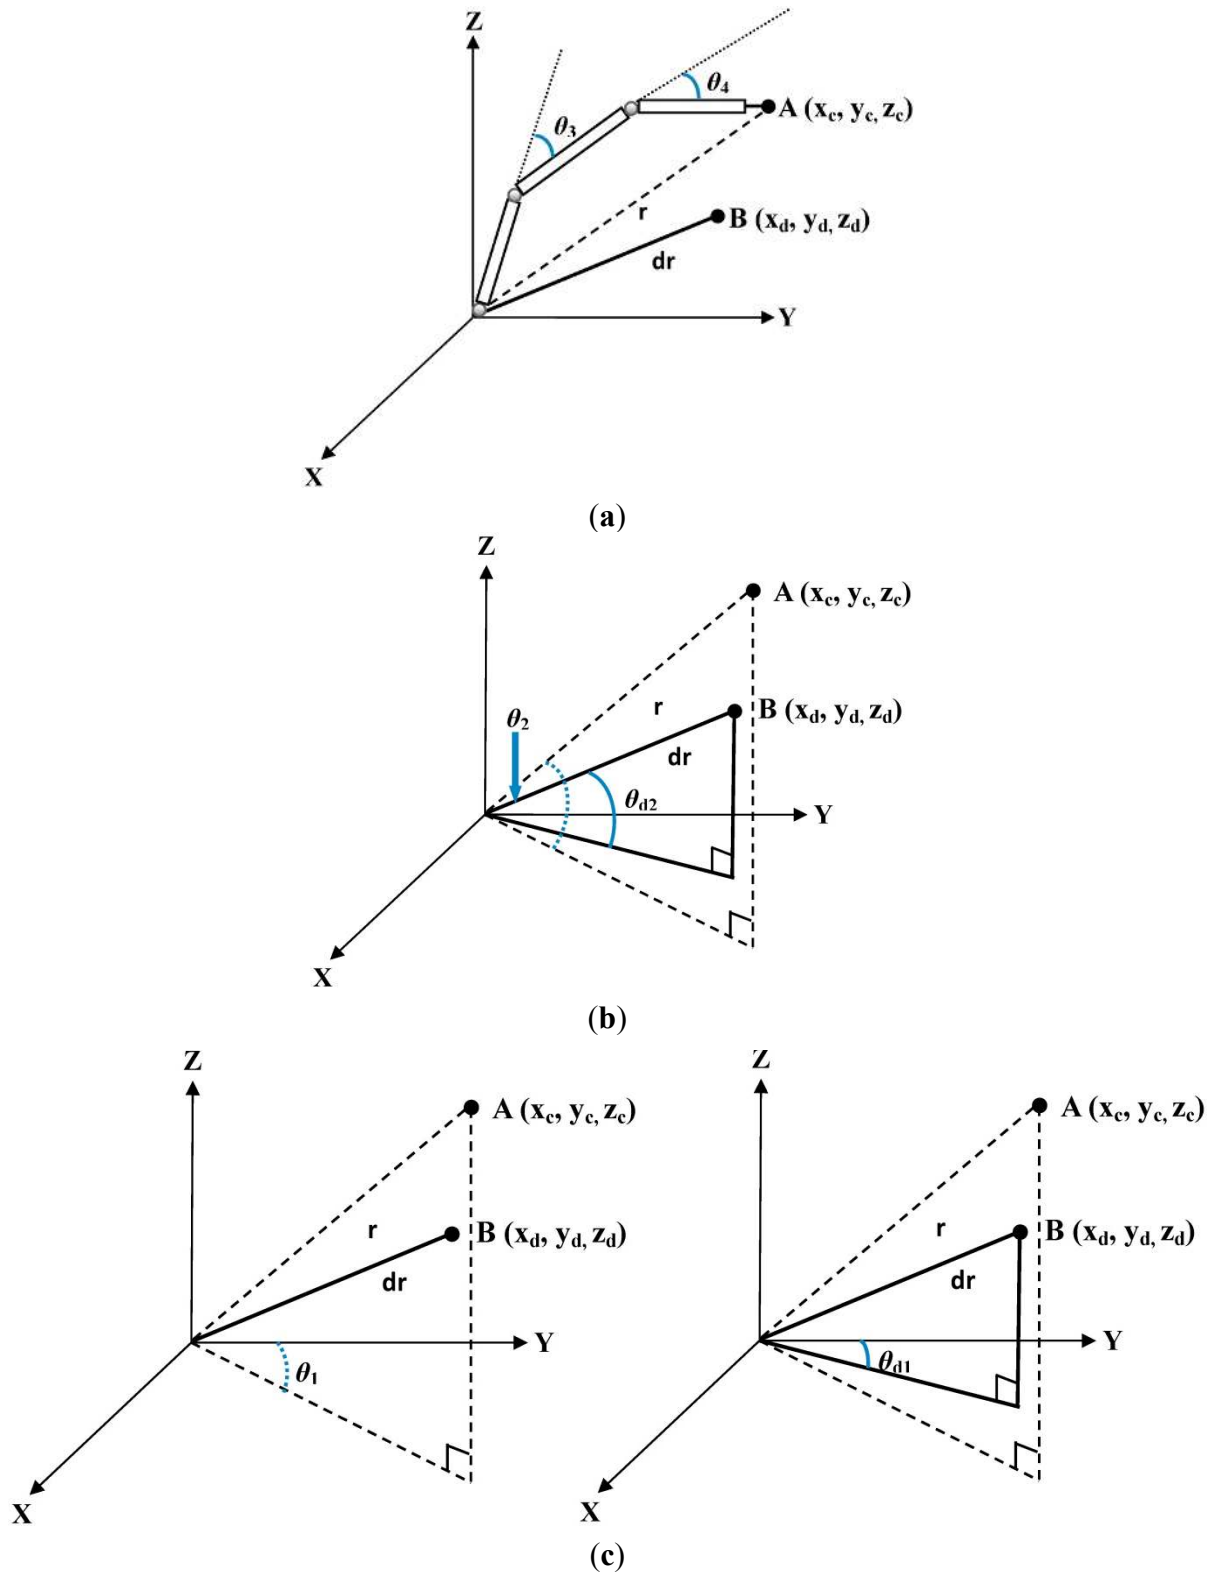 Z
θ4
A (xc, yc, zc)
θ3
r
B (xd, yd, zd)
dr
Y
X
(a)
Z
A (xc, yc, zc)
r
B (xd, yd, zd)
θ2
dr
θd2
Y
X
(b)
Z
A (xc, yc, zc)
r
B (xd, yd, zd)
dr
Y
θ1
X
Z
A (xc, yc, zc)
r
B (xd, yd, zd)
dr
Y
θd1
X
(c)